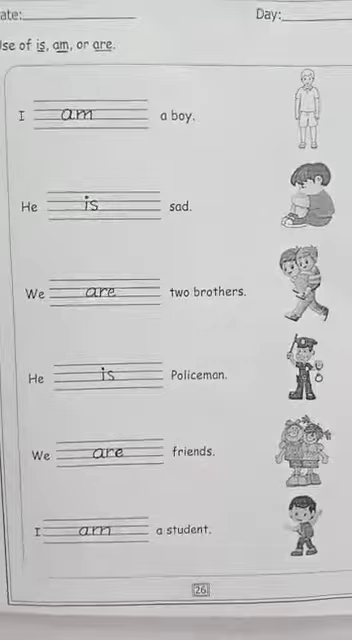 ate:
Day:
Use of is, am, or are.
I am a boy.
He is sad.
We are two brothers.
He is Policeman.
We are friends.
I am a student.
26